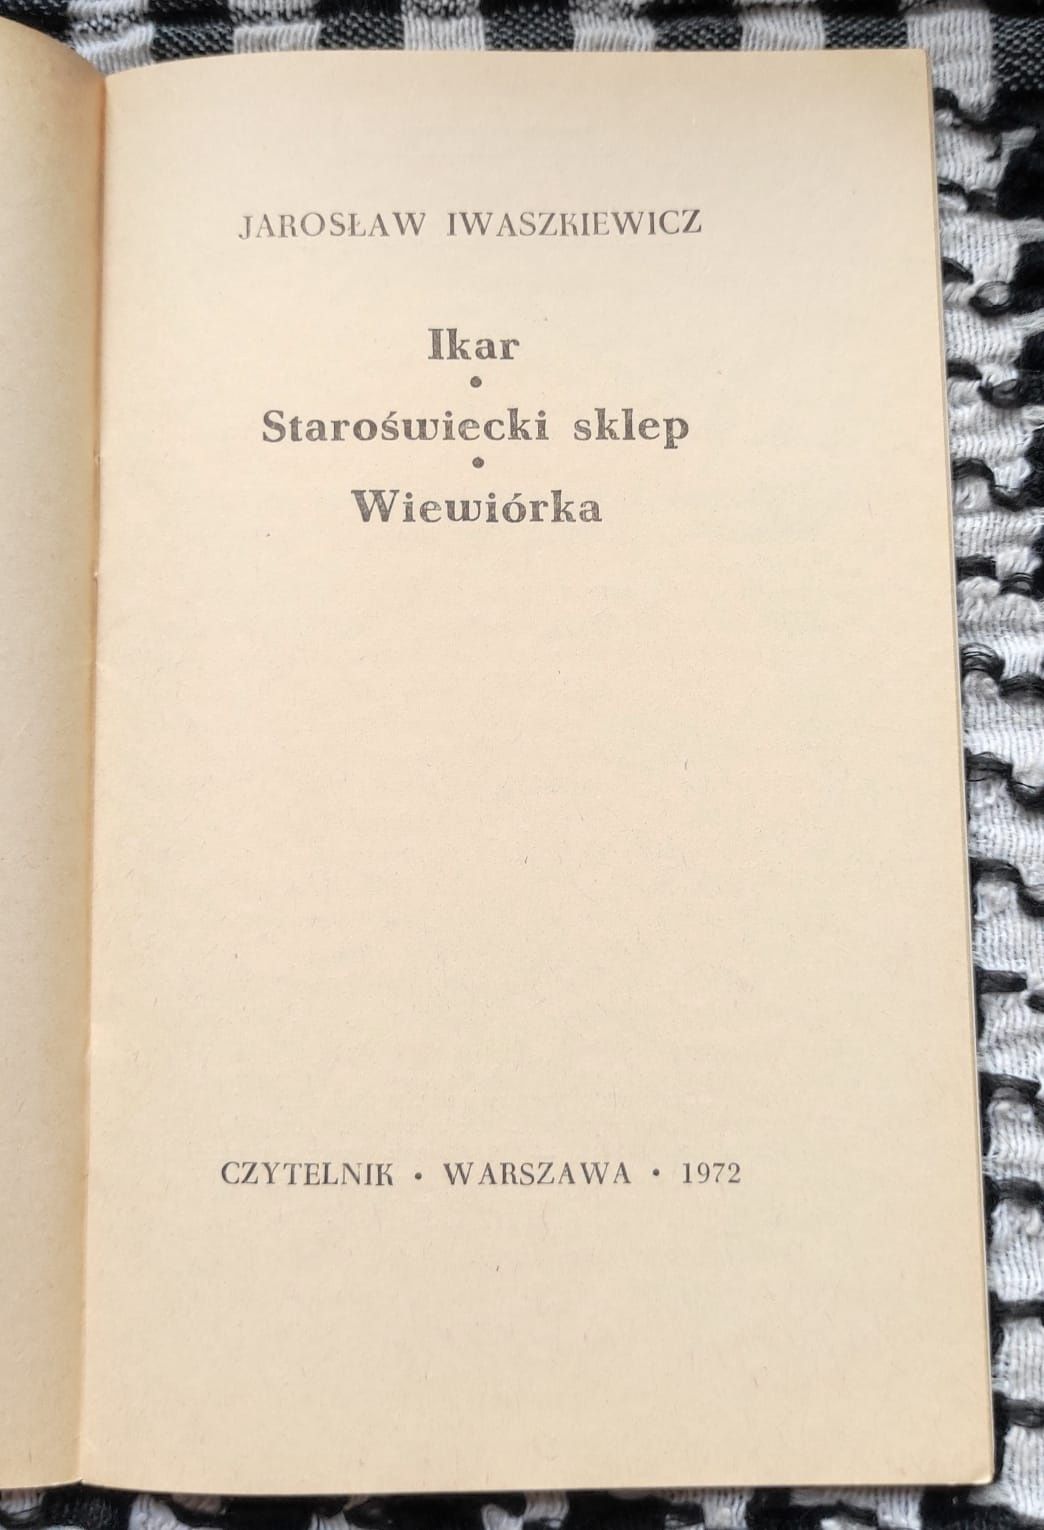 JAROSŁAW IWASZKIEWICZ
Ikar
•
Staroświecki sklep
•
Wiewiórka
CZYTELNIK • WARSZAWA • 1972